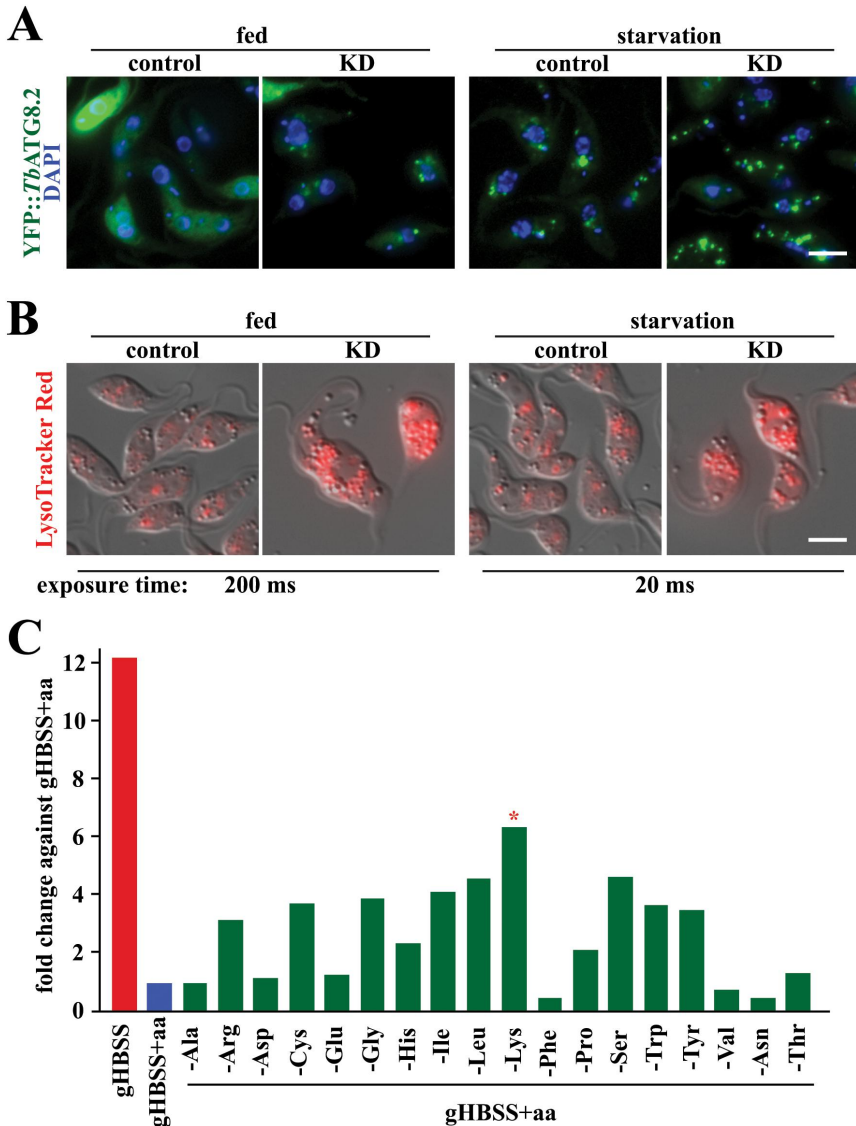 A
fed
starvation
control
KD
control
KD
YFP::TbATG8.2
DAPI
B
fed
starvation
control
KD
control
KD
LysoTracker Red
exposure time: 200 ms
20 ms
C
fold change against gHBSS+aa
12
10
8
6
4
2
0
*
gHBSS
gHBSS+aa
-Ala
-Arg
-Asp
-Cys
-Glu
-Gly
-His
-Ile
-Leu
-Lys
-Phe
-Pro
-Ser
-Trp
-Tyr
-Val
-Asn
-Thr
gHBSS+aa